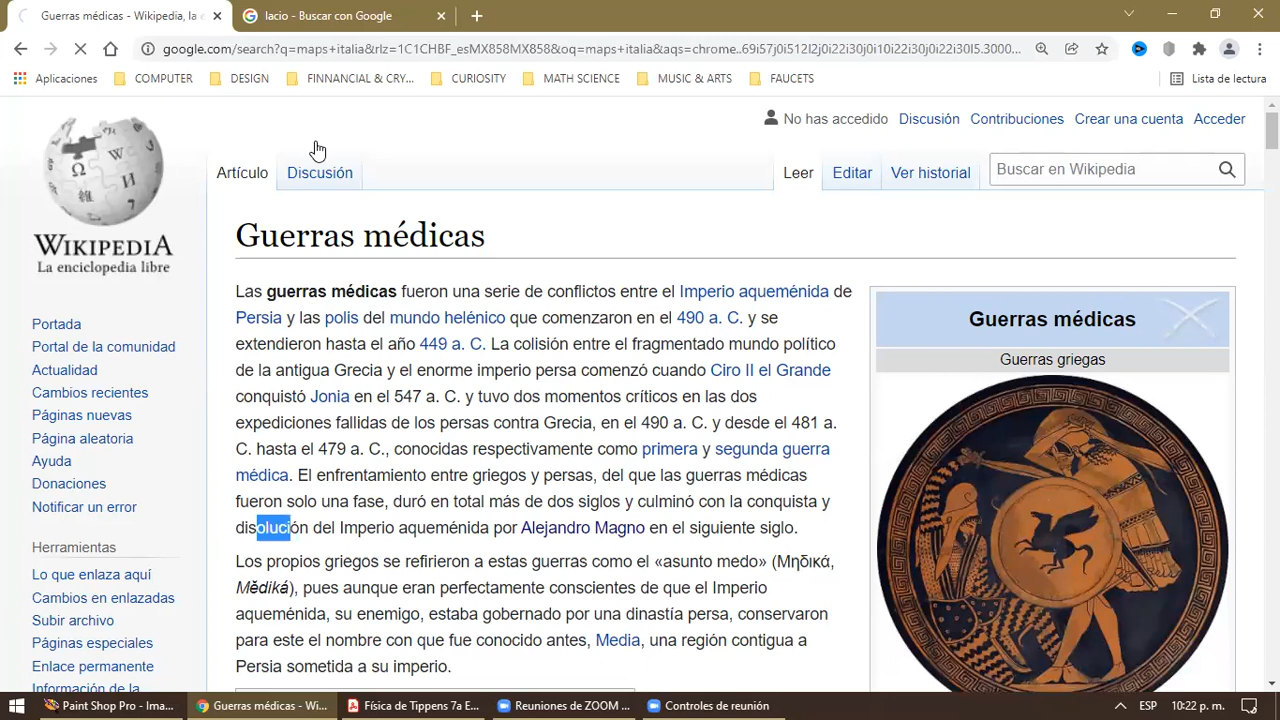 Guerras médicas - Wikipedia, la
lacio - Buscar con Google
google.com/search?q=maps+italia&rlz=1C1CHBF_esMX858MX858&oq=maps+italia&aqs=chrome..69i57j0i512l2j0i22i30j0i10i22i30j0i22i30l5.3000...
Aplicaciones COMPUTER DESIGN FINNANCIAL & CRY... CURIOSITY MATH SCIENCE MUSIC & ARTS FAUCETS Lista de lectura
No has accedido Discusión Contribuciones Crear una cuenta Acceder
Artículo Discusión Leer Editar Ver historial Buscar en Wikipedia
WIKIPEDIA
La enciclopedia libre
Portada
Portal de la comunidad
Actualidad
Cambios recientes
Páginas nuevas
Página aleatoria
Ayuda
Donaciones
Notificar un error
Herramientas
Lo que enlaza aquí
Cambios en enlazadas
Subir archivo
Páginas especiales
Enlace permanente
Información de la
Guerras médicas
Las guerras médicas fueron una serie de conflictos entre el Imperio aqueménida de
Persia y las polis del mundo helénico que comenzaron en el 490 a. C. y se
extendieron hasta el año 449 a. C. La colisión entre el fragmentado mundo político
de la antigua Grecia y el enorme imperio persa comenzó cuando Ciro II el Grande
conquistó Jonia en el 547 a. C. y tuvo dos momentos críticos en las dos
expediciones fallidas de los persas contra Grecia, en el 490 a. C. y desde el 481 a.
C. hasta el 479 a. C., conocidas respectivamente como primera y segunda guerra
médica. El enfrentamiento entre griegos y persas, del que las guerras médicas
fueron solo una fase, duró en total más de dos siglos y culminó con la conquista y
disolución del Imperio aqueménida por Alejandro Magno en el siguiente siglo.
Los propios griegos se refirieron a estas guerras como el «asunto medo» (Μηδικά,
Mēdiká), pues aunque eran perfectamente conscientes de que el Imperio
aqueménida, su enemigo, estaba gobernado por una dinastía persa, conservaron
para este el nombre con que fue conocido antes, Media, una región contigua a
Persia sometida a su imperio.
Guerras médicas
Guerras griegas
Paint Shop Pro - Ima... Guerras médicas - Wi... Física de Tippens 7a E... Reuniones de ZOOM ... Controles de reunión ESP 10:22 p. m.